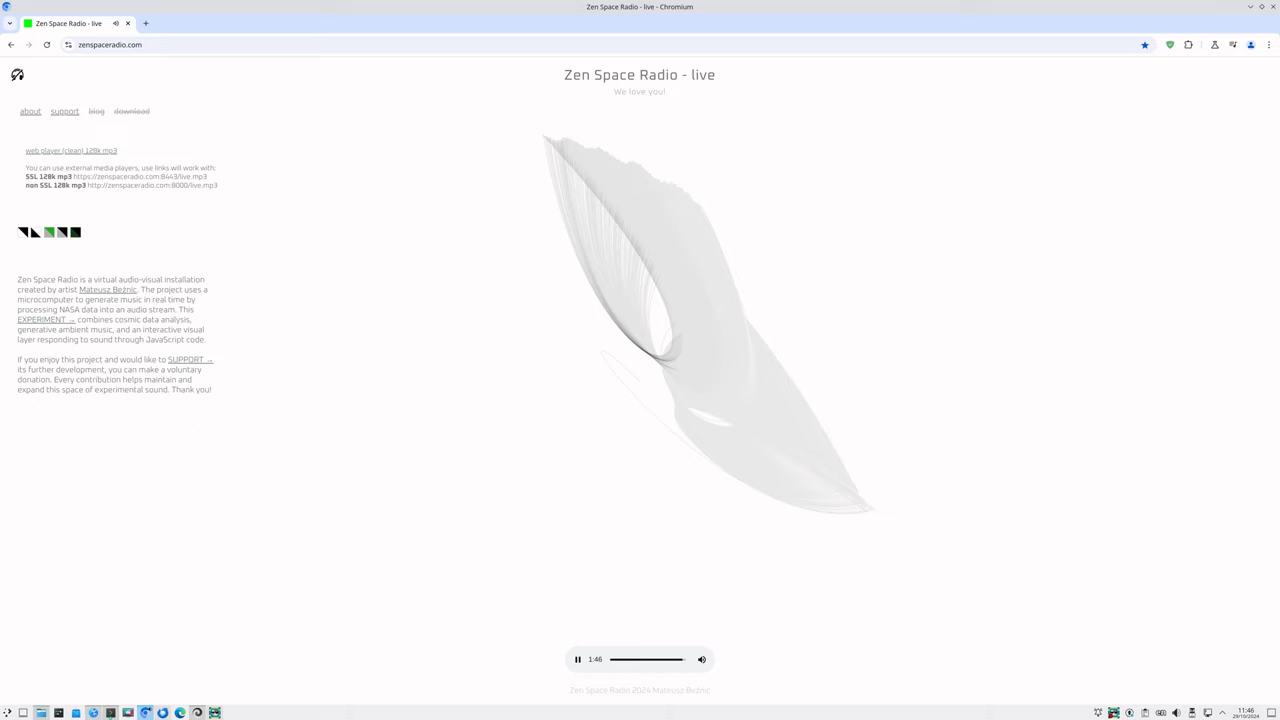 Zen Space Radio - live - Chromium
Zen Space Radio - live
zenspaceradio.com
Zen Space Radio - live
We love you!
about support blog download
web player (clean) 128k mp3
You can use external media players, use links will work with:
SSL 128k mp3 https://zenspaceradio.com:8443/live.mp3
non SSL 128k mp3 http://zenspaceradio.com:8000/live.mp3
Zen Space Radio is a virtual audio-visual installation
created by artist Mateusz Bežnic. The project uses a
microcomputer to generate music in real time by
processing NASA data into an audio stream. This
EXPERIMENT → combines cosmic data analysis,
generative ambient music, and an interactive visual
layer responding to sound through JavaScript code.
If you enjoy this project and would like to SUPPORT →
its further development, you can make a voluntary
donation. Every contribution helps maintain and
expand this space of experimental sound. Thank you!
1:46
Zen Space Radio 2024 Mateusz Bežnic
11:46
29/10/2024